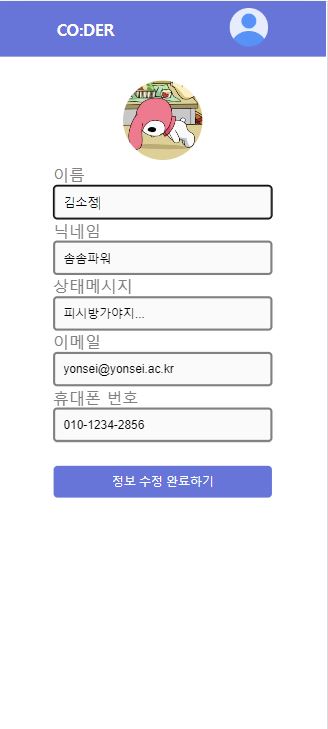 CO:DER
이름
김소정
닉네임
솜솜파워
상태메시지
피시방가야지...
이메일
yonsei@yonsei.ac.kr
휴대폰 번호
010-1234-2856
정보 수정 완료하기